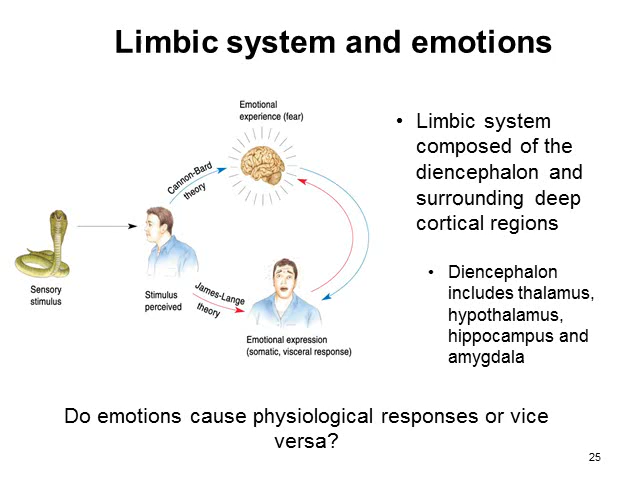 Limbic system and emotions
Emotional
experience (fear)
Cannon-Bard
theory
Sensory
stimulus
Stimulus
perceived
James-Lange
theory
Emotional expression
(somatic, visceral response)
• Limbic system
composed of the
diencephalon and
surrounding deep
cortical regions
• Diencephalon
includes thalamus,
hypothalamus,
hippocampus and
amygdala
Do emotions cause physiological responses or vice
versa?
25